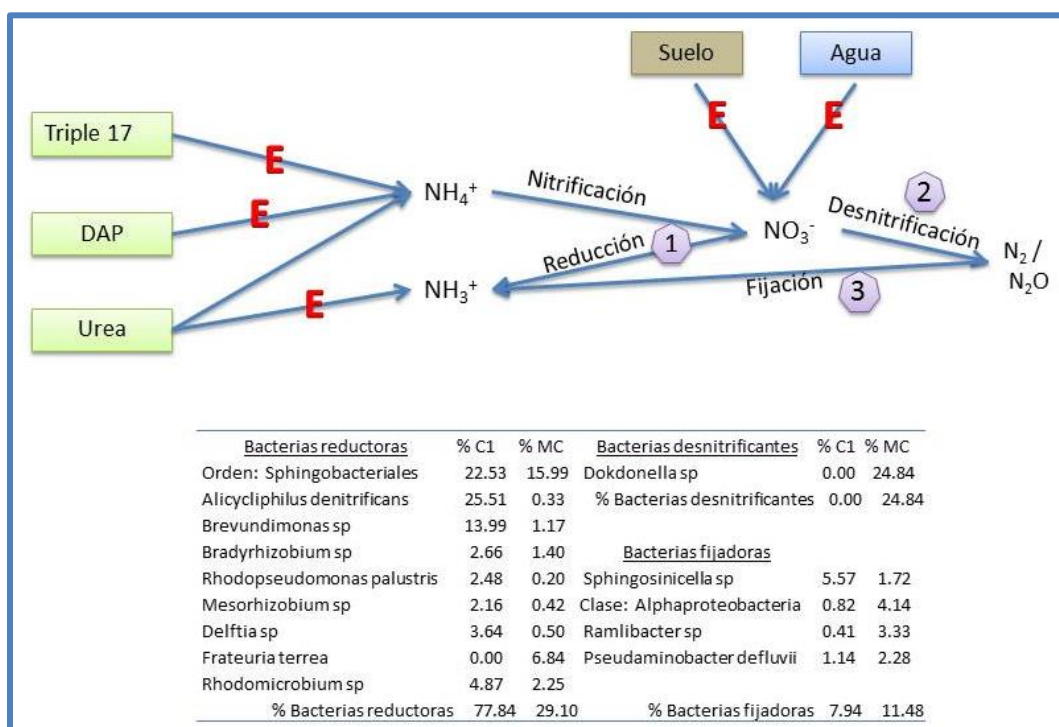 Suelo
Agua
Triple 17
E
E
E
NH₄⁺
Nitrificación
2
DAP
E
Desnitrificación
NO₃⁻
Reducción
1
N₂ /
N₂O
NH₃⁺
Fijación
3
E
Urea
Bacterias reductoras % C1 % MC Bacterias desnitrificantes % C1 % MC
Orden: Sphingobacteriales 22.53 15.99 Dokdonella sp 0.00 24.84
Alicycliphilus denitrificans 25.51 0.33 % Bacterias desnitrificantes 0.00 24.84
Brevundimonas sp 13.99 1.17
Bradyrhizobium sp 2.66 1.40 Bacterias fijadoras
Rhodopseudomonas palustris 2.48 0.20 Sphingosinicella sp 5.57 1.72
Mesorhizobium sp 2.16 0.42 Clase: Alphaproteobacteria 0.82 4.14
Delftia sp 3.64 0.50 Ramlibacter sp 0.41 3.33
Frateuria terrea 0.00 6.84 Pseudaminobacter defluvii 1.14 2.28
Rhodomicrobium sp 4.87 2.25
% Bacterias reductoras 77.84 29.10 % Bacterias fijadoras 7.94 11.48